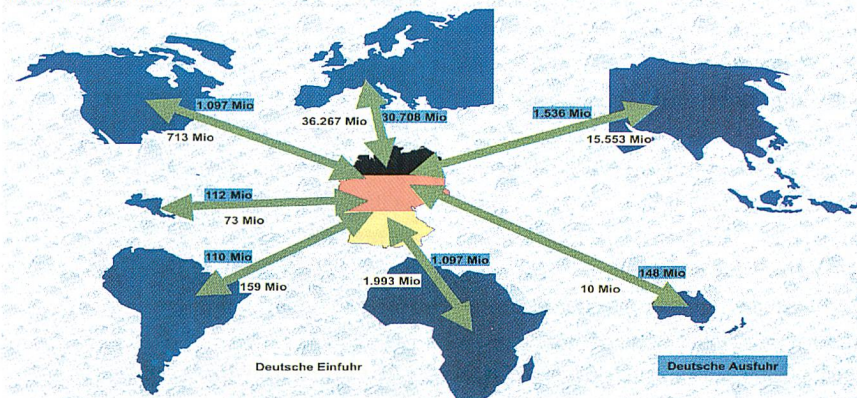 1.097 Mio
713 Mio
36.267 Mio
30.708 Mio
1.536 Mio
15.553 Mio
112 Mio
73 Mio
110 Mio
159 Mio
1.993 Mio
1.097 Mio
148 Mio
10 Mio
Deutsche Einfuhr
Deutsche Ausfuhr